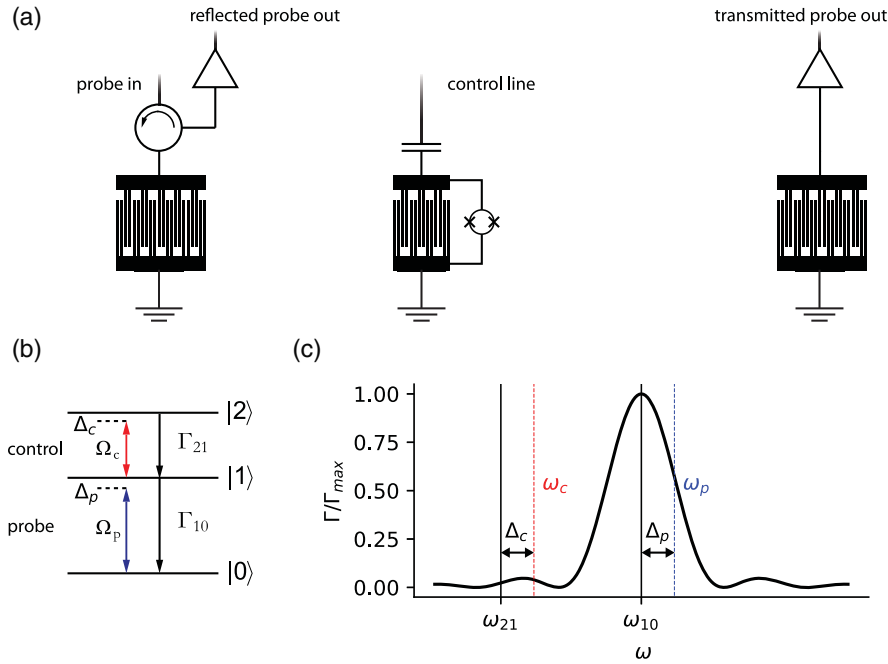 (a)
reflected probe out
transmitted probe out
probe in
control line
(b)
|2⟩
Δc
control
Ωc
Γ21
|1⟩
Δp
probe
Ωp
Γ10
|0⟩
(c)
1.00
0.75
0.50
0.25
0.00
Γ/Γmax
ωc
ωp
Δc
Δp
ω21
ω10
ω